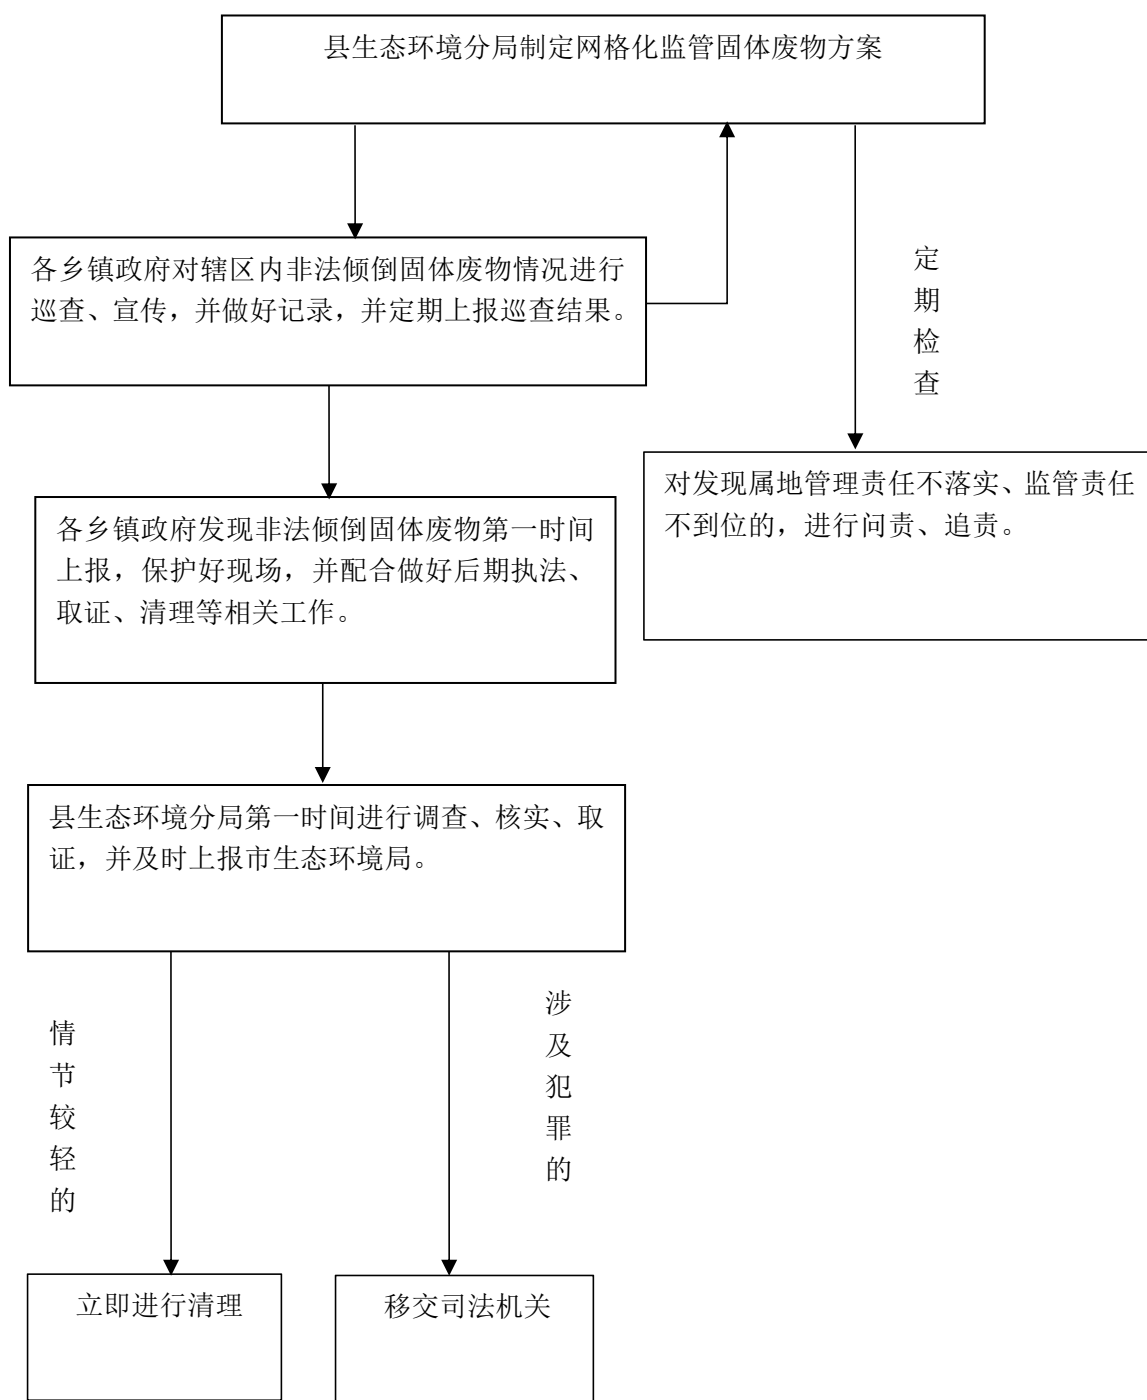 县生态环境分局制定网格化监管固体废物方案
各乡镇政府对辖区内非法倾倒固体废物情况进行
巡查、宣传，并做好记录，并定期上报巡查结果。
定期检查
对发现属地管理责任不落实、监管责任
不到位的，进行问责、追责。
各乡镇政府发现非法倾倒固体废物第一时间
上报，保护好现场，并配合做好后期执法、
取证、清理等相关工作。
县生态环境分局第一时间进行调查、核实、取
证，并及时上报市生态环境局。
情节较轻的
涉及犯罪的
立即进行清理
移交司法机关